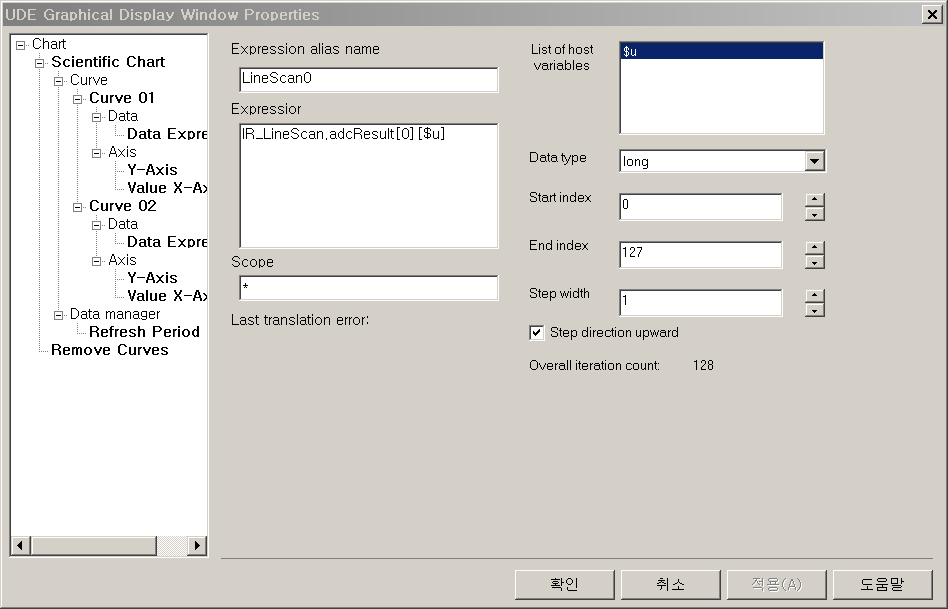 UDE Graphical Display Window Properties
Chart
Scientific Chart
Curve
Curve 01
Data
Data Expre
Axis
Y-Axis
Value X-Ax
Curve 02
Data
Data Expre
Axis
Y-Axis
Value X-Ax
Data manager
Refresh Period
Remove Curves
Expression alias name
LineScan0
Expressior
IR_LineScan.adcResult[0][$u]
Scope
*
Last translation error:
List of host
variables
$u
Data type
long
Start index
0
End index
127
Step width
1
Step direction upward
Overall iteration count: 128
확인
취소
적용(A)
도움말